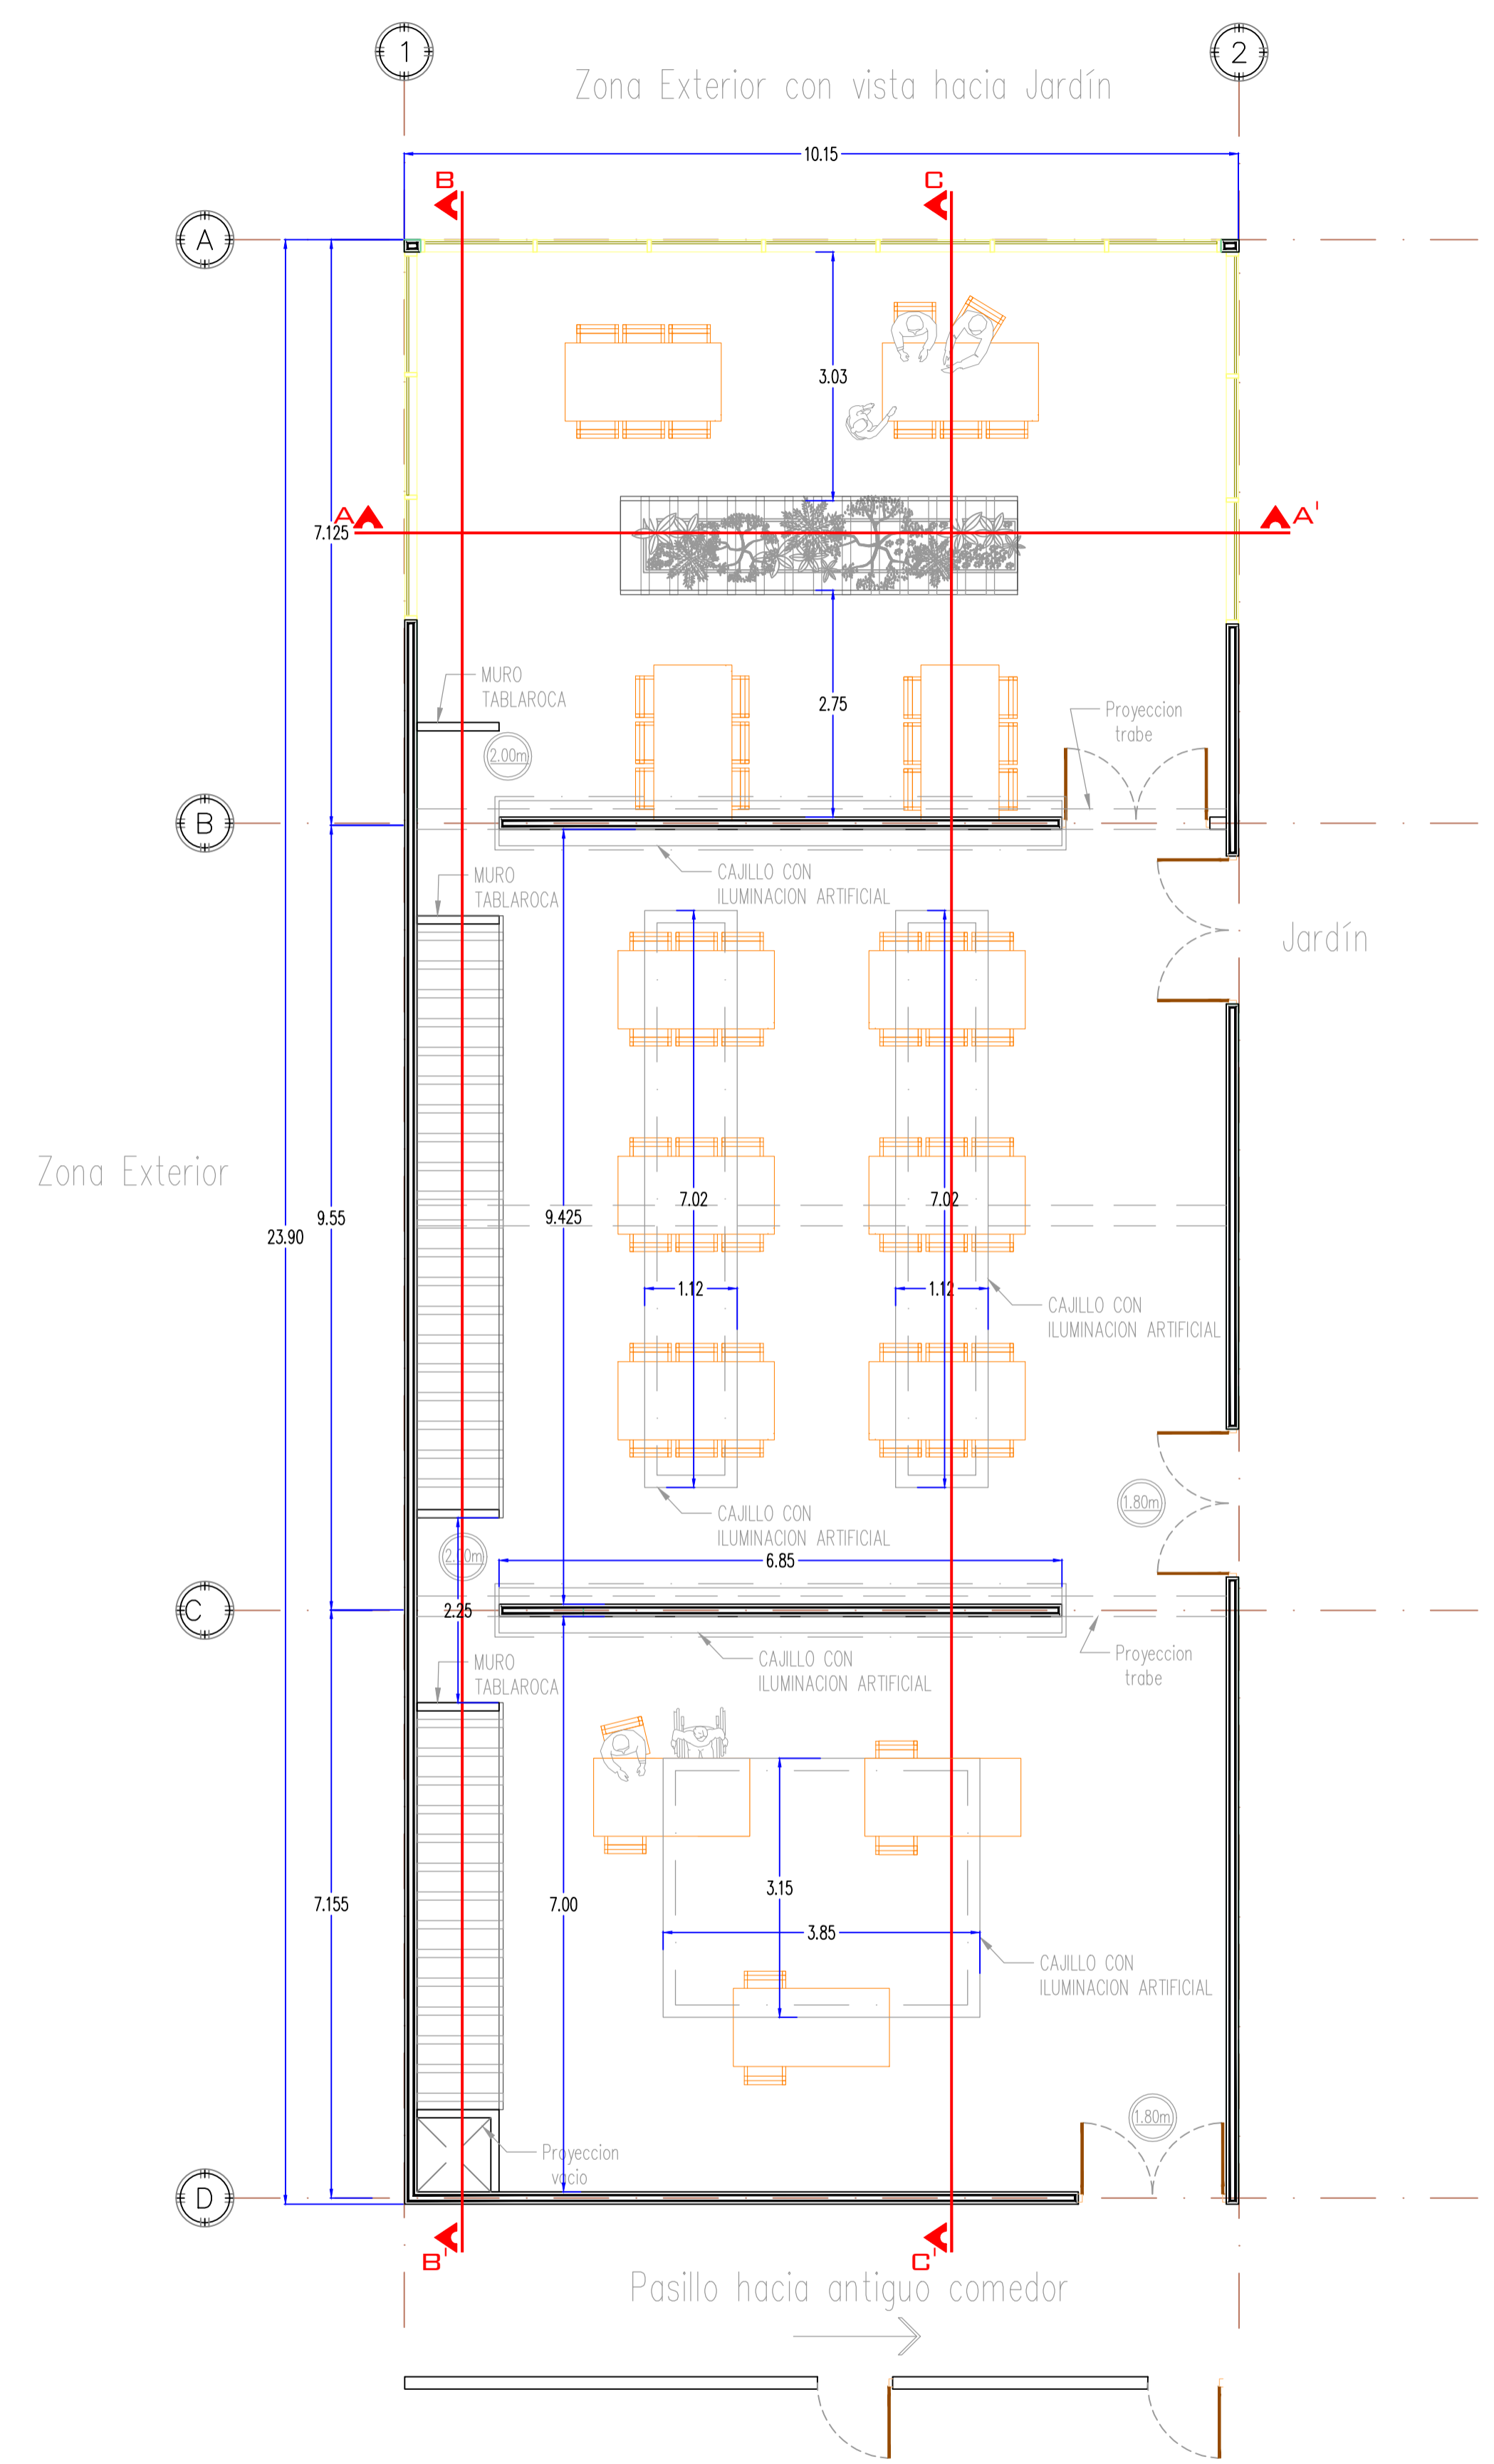 1
2
Zona Exterior con vista hacia Jardín
10.15
B
C
A
3.03
A
7.125
A'
MURO
TABLAROCA
2.75
Proyeccion
trabe
2.00m
B
CAJILLO CON
ILUMINACION ARTIFICIAL
MURO
TABLAROCA
Jardín
Zona Exterior
23.90
9.55
9.425
7.02
7.02
1.12
1.12
CAJILLO CON
ILUMINACION ARTIFICIAL
CAJILLO CON
ILUMINACION ARTIFICIAL
1.80m
2.00m
6.85
C
2.25
CAJILLO CON
ILUMINACION ARTIFICIAL
Proyeccion
trabe
MURO
TABLAROCA
7.155
7.00
3.15
3.85
CAJILLO CON
ILUMINACION ARTIFICIAL
1.80m
Proyeccion
vacio
D
B'
C'
Pasillo hacia antiguo comedor